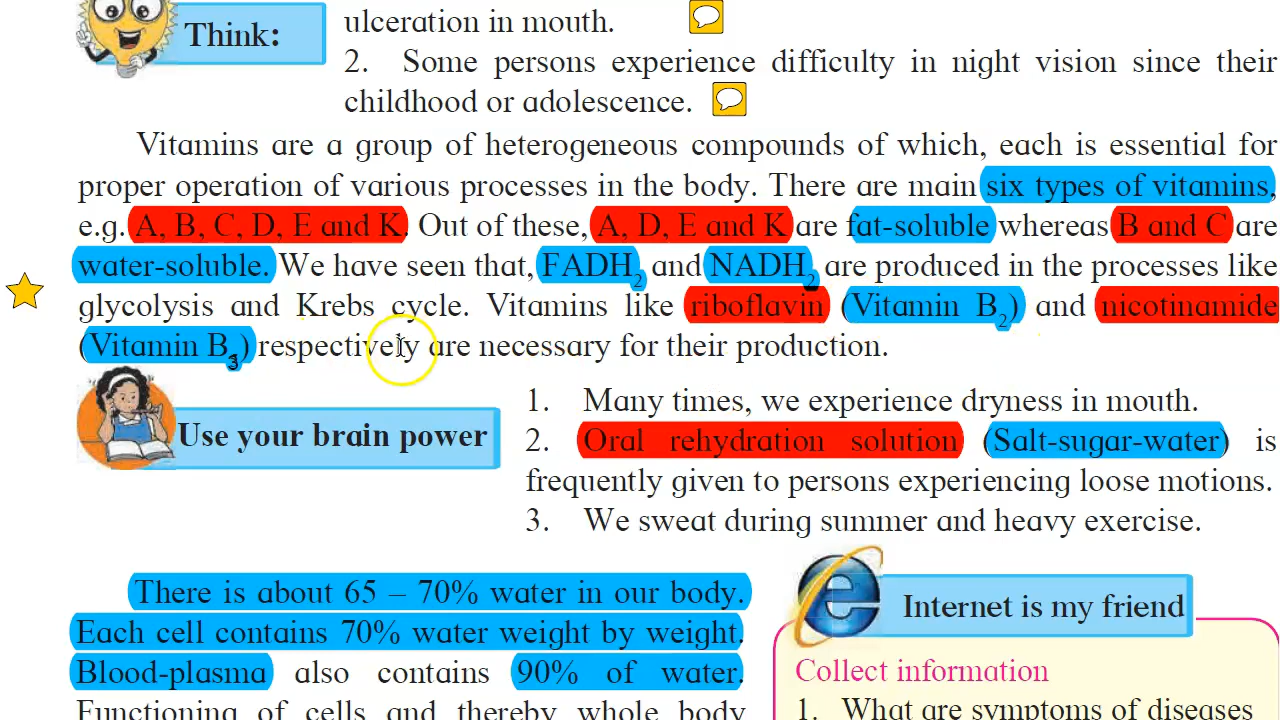 Think:
ulceration in mouth.
2. Some persons experience difficulty in night vision since their
childhood or adolescence.
Vitamins are a group of heterogeneous compounds of which, each is essential for
proper operation of various processes in the body. There are main six types of vitamins,
e.g. A, B, C, D, E and K. Out of these, A, D, E and K are fat-soluble whereas B and C are
water-soluble. We have seen that, FADH₂ and NADH₂ are produced in the processes like
glycolysis and Krebs cycle. Vitamins like riboflavin (Vitamin B₂) and nicotinamide
(Vitamin B₃) respectively are necessary for their production.
Use your brain power
1. Many times, we experience dryness in mouth.
2. Oral rehydration solution (Salt-sugar-water) is
frequently given to persons experiencing loose motions.
3. We sweat during summer and heavy exercise.
There is about 65 – 70% water in our body.
Each cell contains 70% water weight by weight.
Blood-plasma also contains 90% of water.
Functioning of cells and thereby whole body
Internet is my friend
Collect information
1. What are symptoms of diseases